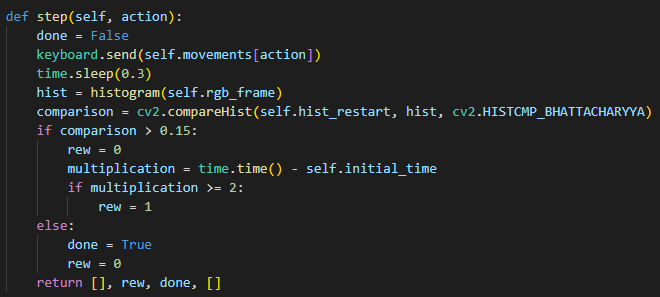 def step(self, action):
    done = False
    keyboard.send(self.movements[action])
    time.sleep(0.3)
    hist = histogram(self.rgb_frame)
    comparison = cv2.compareHist(self.hist_restart, hist, cv2.HISTCMP_BHATTACHARYYA)
    if comparison > 0.15:
        rew = 0
        multiplication = time.time() - self.initial_time
        if multiplication >= 2:
            rew = 1
    else:
        done = True
        rew = 0
    return [], rew, done, []